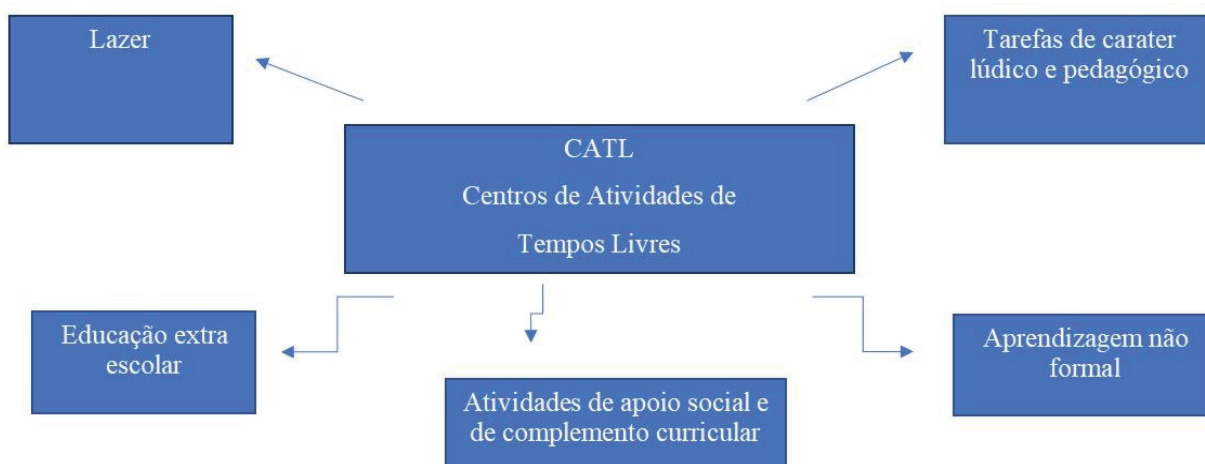 Lazer
Tarefas de carater
lúdico e pedagógico
CATL
Centros de Atividades de
Tempos Livres
Educação extra
escolar
Atividades de apoio social e
de complemento curricular
Aprendizagem não
formal